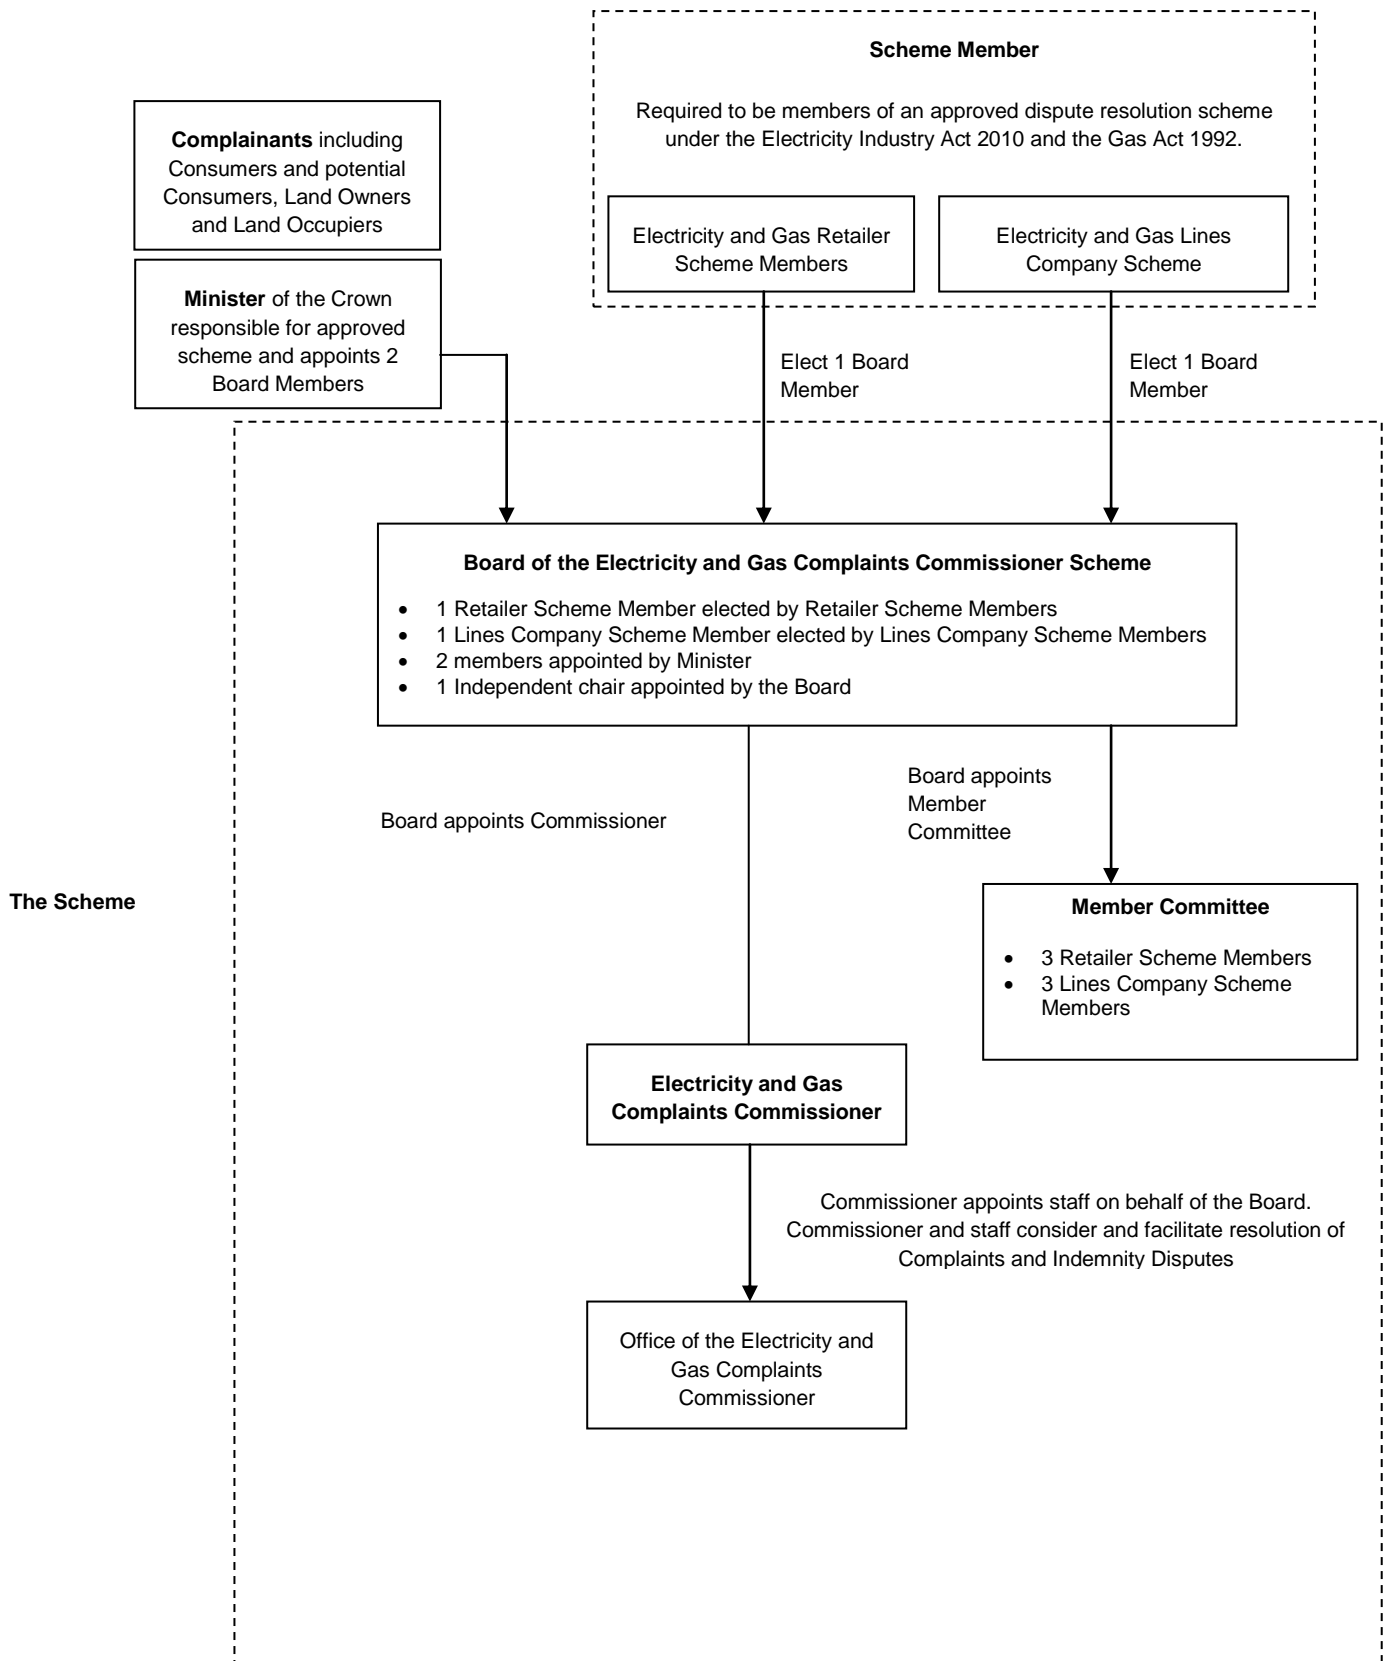 Scheme Member
Required to be members of an approved dispute resolution scheme
under the Electricity Industry Act 2010 and the Gas Act 1992.
Complainants including
Consumers and potential
Consumers, Land Owners
and Land Occupiers
Electricity and Gas Retailer
Scheme Members
Electricity and Gas Lines
Company Scheme
Minister of the Crown
responsible for approved
scheme and appoints 2
Board Members
Elect 1 Board
Member
Elect 1 Board
Member
Board of the Electricity and Gas Complaints Commissioner Scheme
• 1 Retailer Scheme Member elected by Retailer Scheme Members
• 1 Lines Company Scheme Member elected by Lines Company Scheme Members
• 2 members appointed by Minister
• 1 Independent chair appointed by the Board
Board appoints Commissioner
Board appoints
Member
Committee
The Scheme
Member Committee
• 3 Retailer Scheme Members
• 3 Lines Company Scheme
Members
Electricity and Gas
Complaints Commissioner
Commissioner appoints staff on behalf of the Board.
Commissioner and staff consider and facilitate resolution of
Complaints and Indemnity Disputes
Office of the Electricity and
Gas Complaints
Commissioner